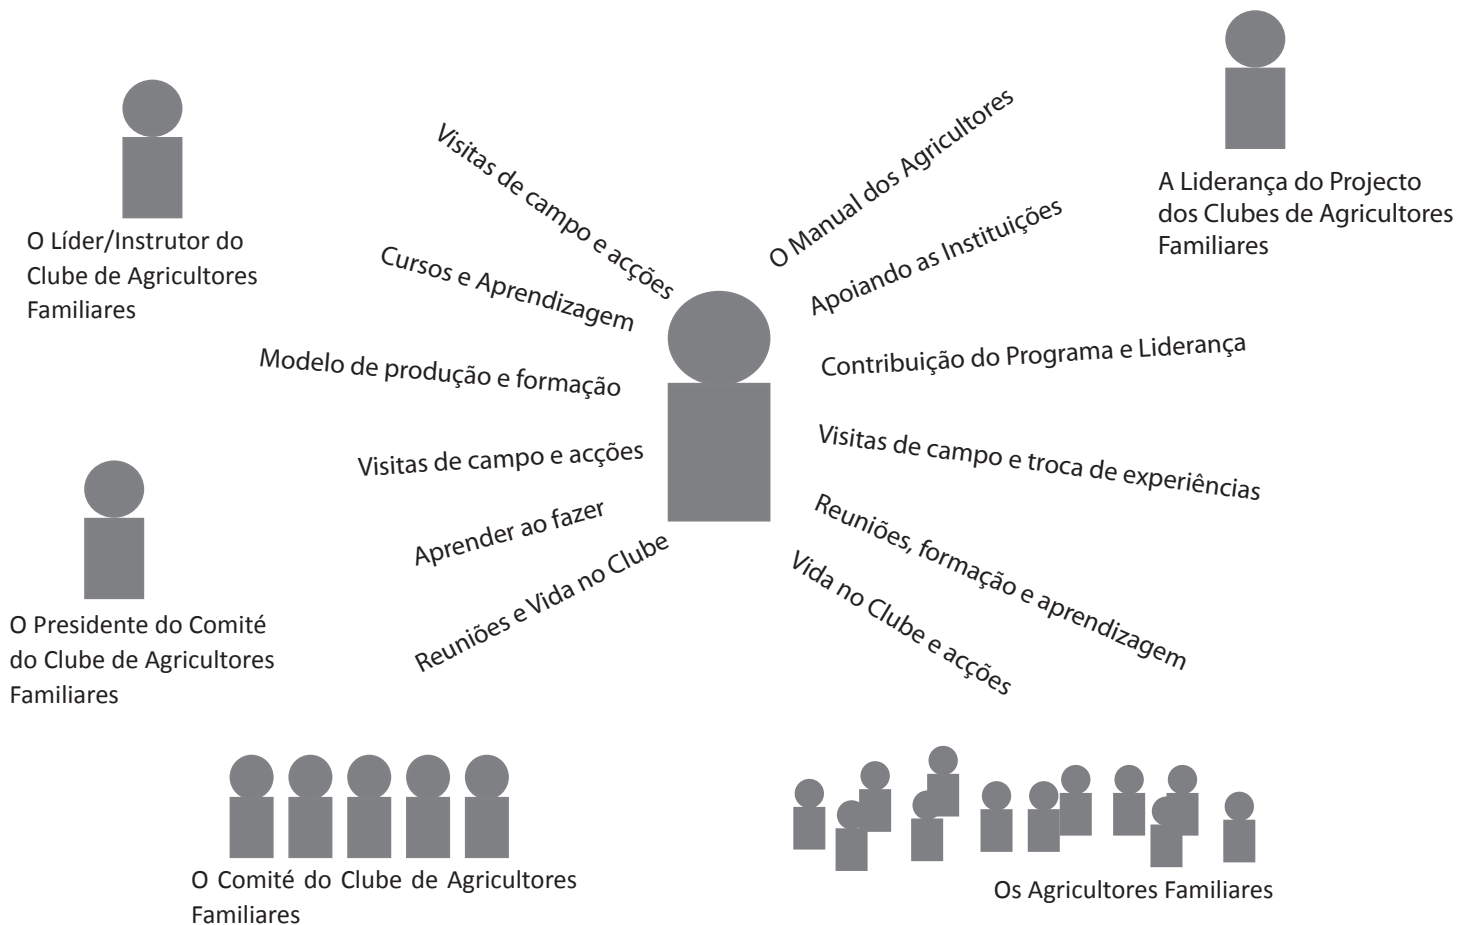 O Líder/Instrutor do
Clube de Agricultores
Familiares
Visitas de campo e acções
Cursos e Aprendizagem
Modelo de produção e formação
Visitas de campo e acções
Aprender ao fazer
Reuniões e Vida no Clube
O Manual dos Agricultores
Apoiando as Instituições
Contribuição do Programa e Liderança
Visitas de campo e troca de experiências
Reuniões, formação e aprendizagem
Vida no Clube e acções
A Liderança do Projecto
dos Clubes de Agricultores
Familiares
O Presidente do Comité
do Clube de Agricultores
Familiares
O Comité do Clube de Agricultores
Familiares
Os Agricultores Familiares